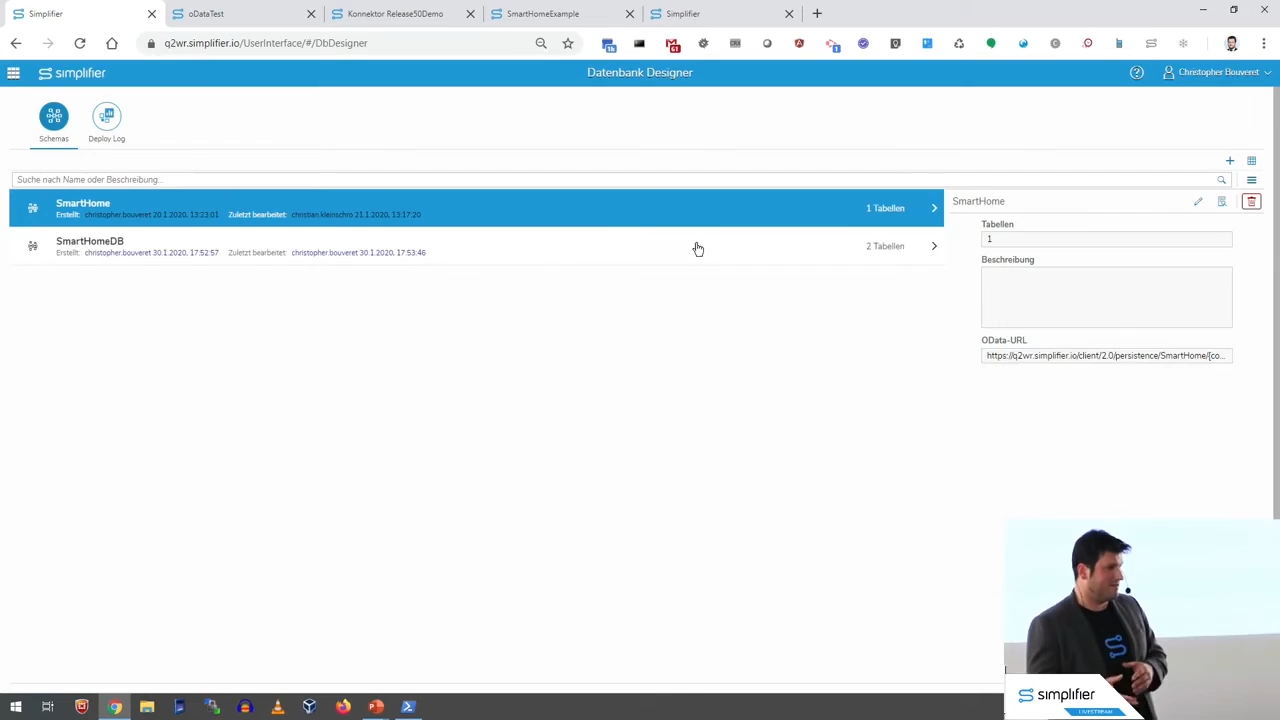 Simplifier
oDataTest
Konnektor Release50Demo
SmartHomeExample
Simplifier
q2wr.simplifier.io/UserInterface/#/DbDesigner
simplifier
Datenbank Designer
Christopher Bouveret
Schemas
Deploy Log
Suche nach Name oder Beschreibung...
SmartHome
Erstellt: christopher.bouveret 20.1.2020, 13:23:01 Zuletzt bearbeitet: christian.kleinschro 21.1.2020, 13:17:20
1 Tabellen
SmartHomeDB
Erstellt: christopher.bouveret 30.1.2020, 17:52:57 Zuletzt bearbeitet: christopher.bouveret 30.1.2020, 17:53:46
2 Tabellen
SmartHome
Tabellen
1
Beschreibung
OData-URL
https://q2wr.simplifier.io/client/2.0/persistence/SmartHome/{co...
simplifier
LIVESTREAM